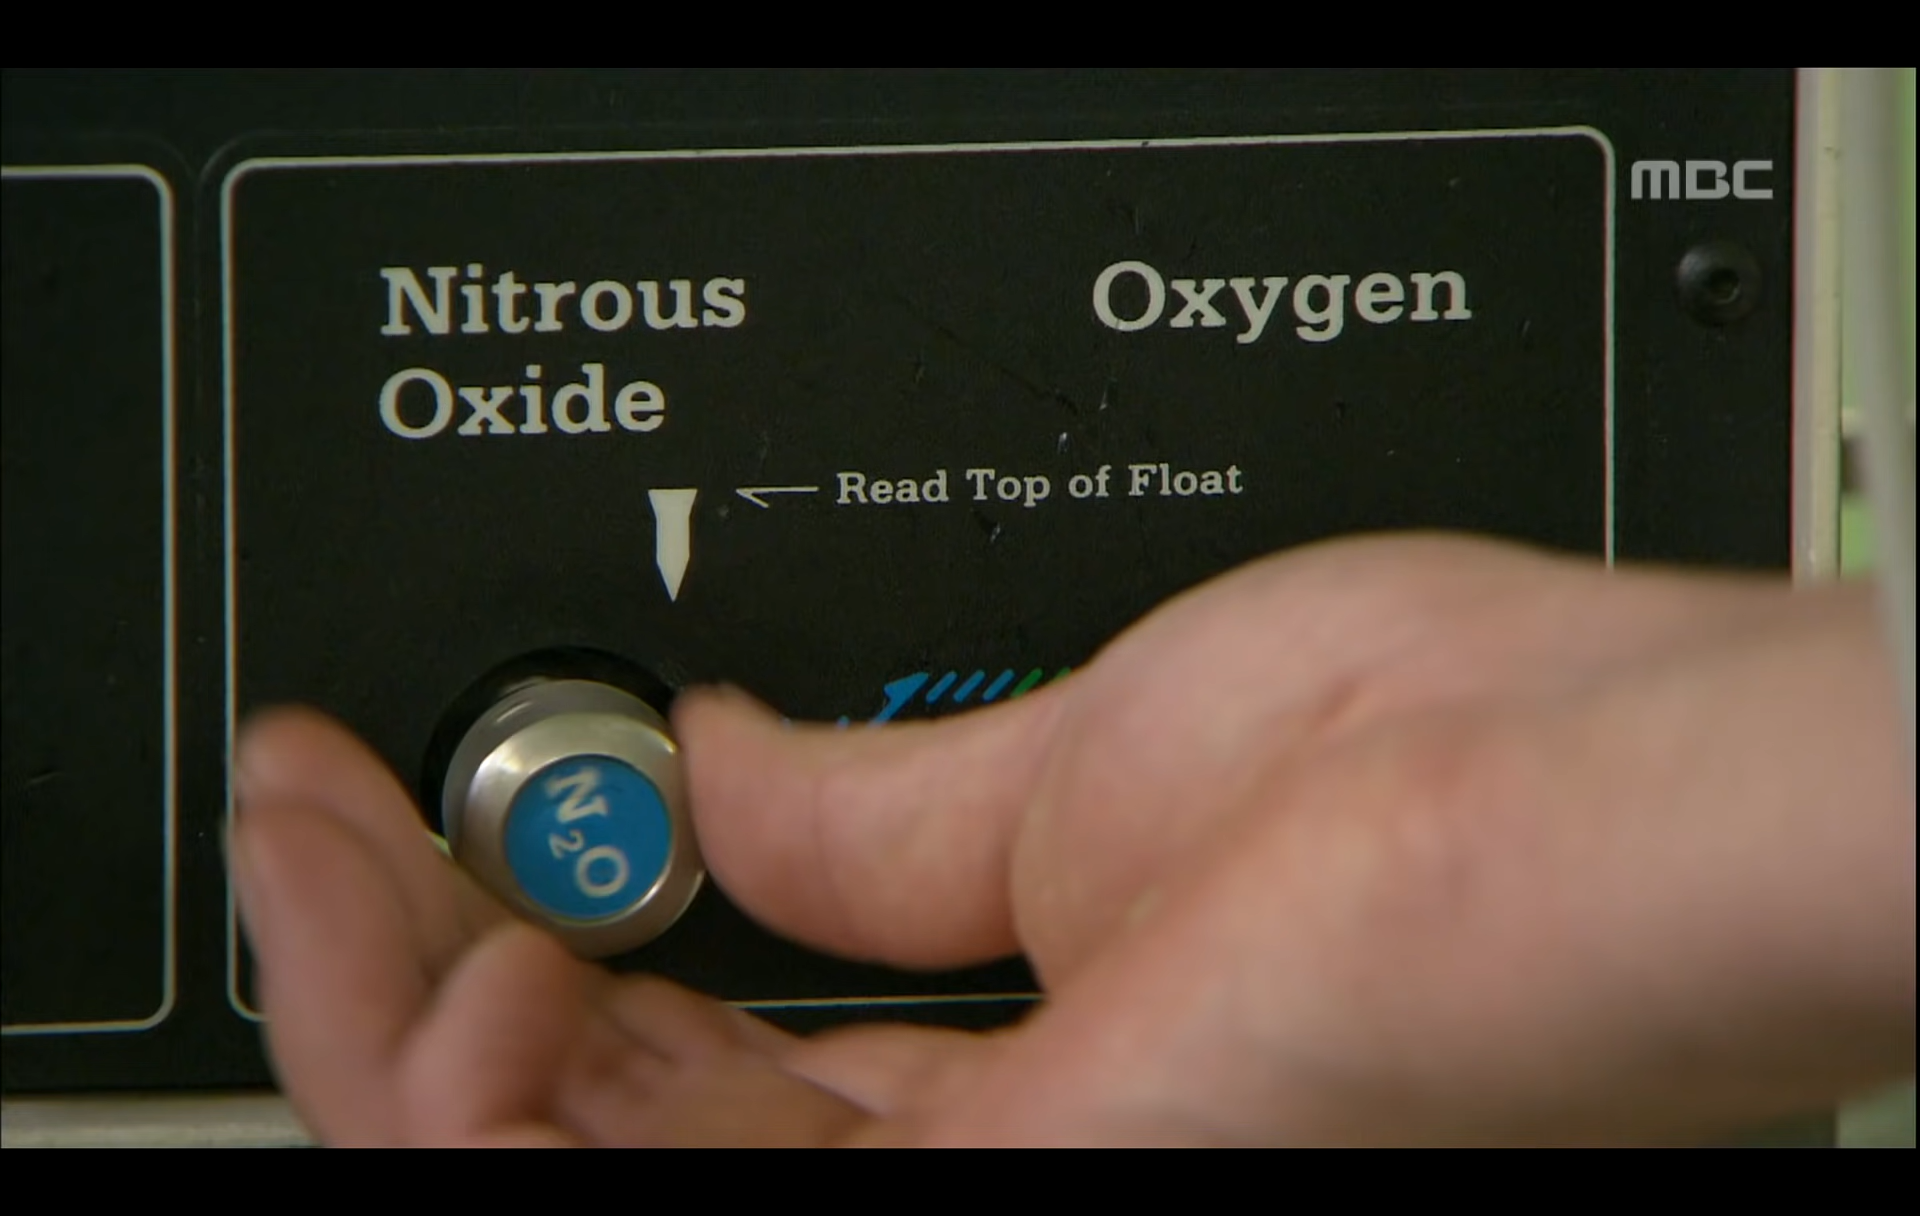 MBC
Nitrous
Oxide
Oxygen
Read Top of Float
N₂O